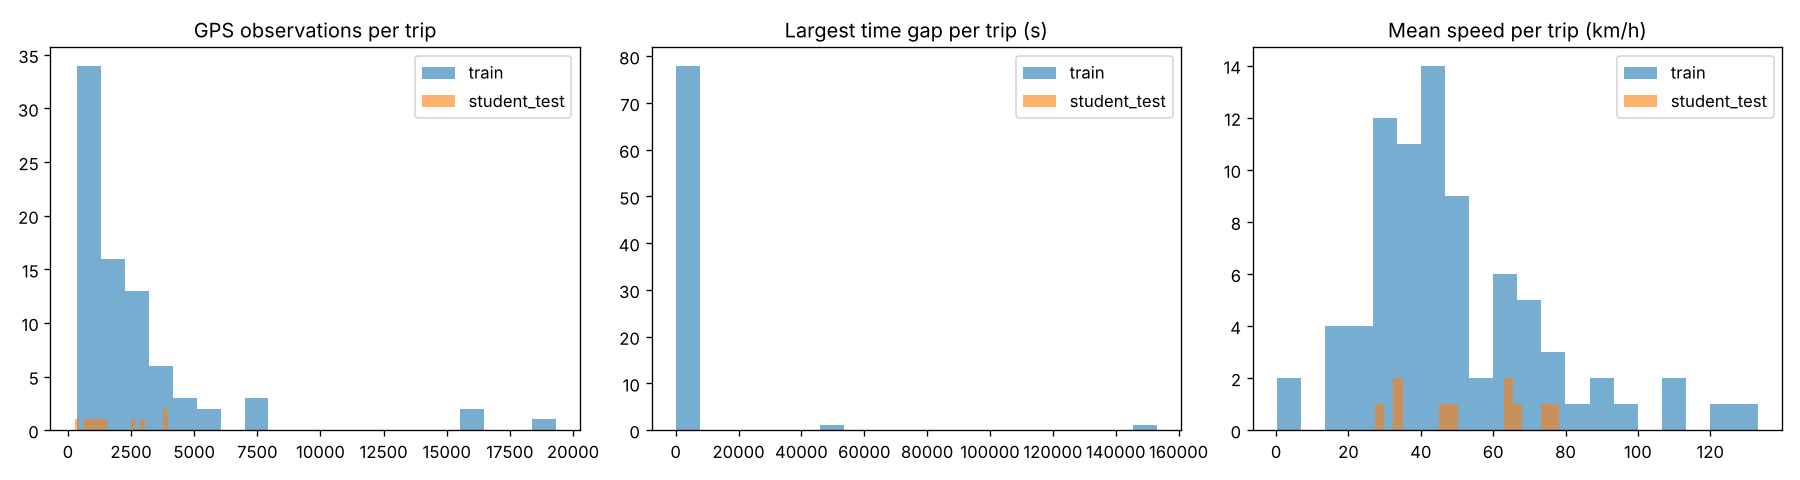 GPS observations per trip
35
30
25
20
15
10
5
0
0 2500 5000 7500 10000 12500 15000 17500 20000
train
student_test
Largest time gap per trip (s)
80
70
60
50
40
30
20
10
0
0 20000 40000 60000 80000 100000 120000 140000 160000
train
student_test
Mean speed per trip (km/h)
14
12
10
8
6
4
2
0
0 20 40 60 80 100 120
train
student_test